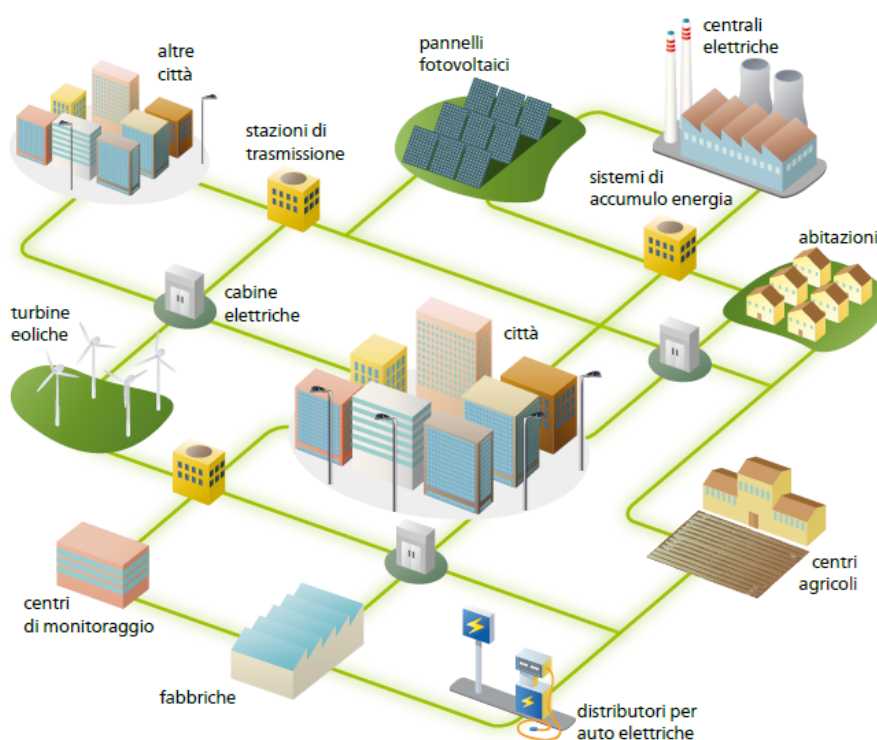 altre
città
pannelli
fotovoltaici
centrali
elettriche
stazioni di
trasmissione
sistemi di
accumulo energia
abitazioni
turbine
eoliche
cabine
elettriche
città
centri
agricoli
centri
di monitoraggio
fabbriche
distributori per
auto elettriche